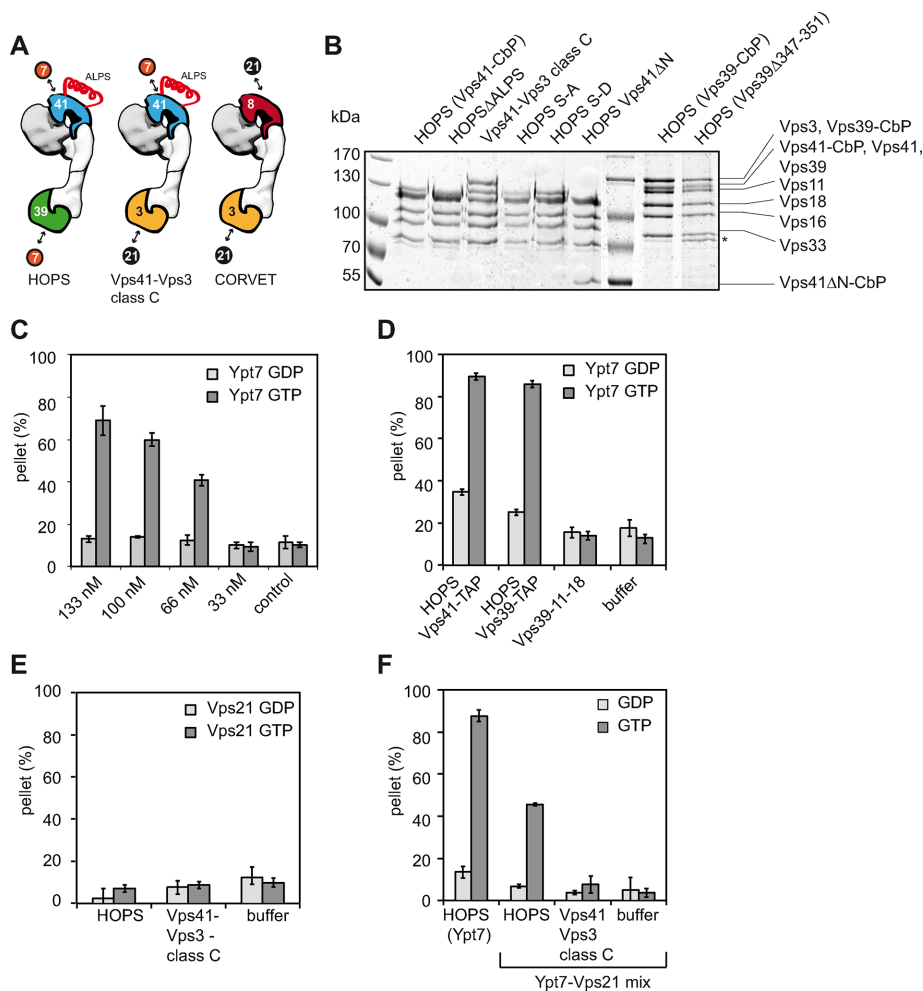 A
7
ALPS
41
39
7
HOPS
7
ALPS
41
3
21
Vps41-Vps3
class C
21
8
3
21
CORVET
B
HOPS (Vps41-CbP)
HOPSΔALPS
Vps41-Vps3 class C
HOPS S-A
HOPS S-D
HOPS Vps41ΔN
HOPS (Vps39-CbP)
HOPS (Vps39Δ347-351)
kDa
170
130
100
70
55
Vps3, Vps39-CbP
Vps41-CbP, Vps41,
Vps39
Vps11
Vps18
Vps16
Vps33
*
Vps41ΔN-CbP
C
100
80
60
40
20
0
pellet (%)
Ypt7 GDP
Ypt7 GTP
133 nM
100 nM
66 nM
33 nM
control
D
100
80
60
40
20
0
pellet (%)
Ypt7 GDP
Ypt7 GTP
HOPS
Vps41-TAP
HOPS
Vps39-TAP
Vps39-11-18
buffer
E
100
80
60
40
20
0
pellet (%)
Vps21 GDP
Vps21 GTP
HOPS
Vps41-
Vps3 -
class C
buffer
F
100
80
60
40
20
0
pellet (%)
GDP
GTP
HOPS
(Ypt7)
HOPS
Vps41
Vps3
class C
buffer
Ypt7-Vps21 mix